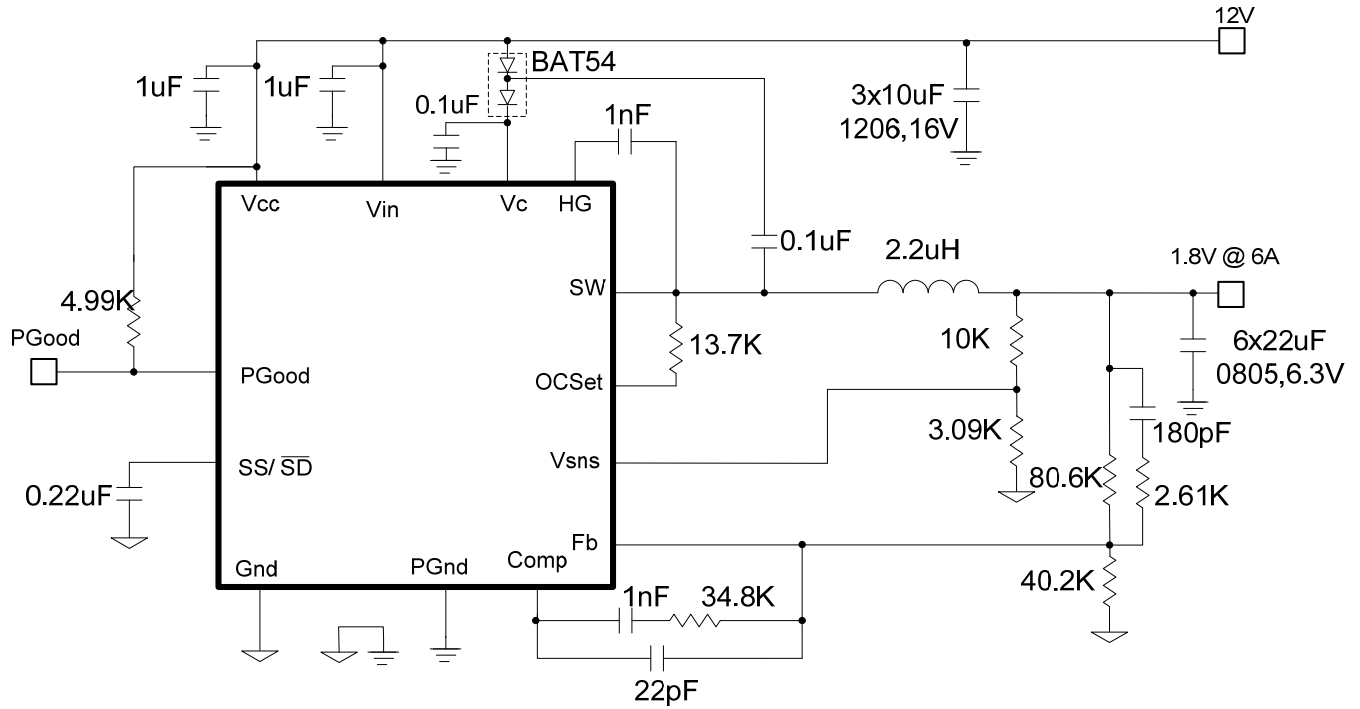 12V
BAT54
1uF
1uF
0.1uF
1nF
3x10uF
1206,16V
Vcc
Vin
Vc
HG
0.1uF
2.2uH
1.8V @ 6A
SW
4.99K
13.7K
10K
6x22uF
0805,6.3V
PGood
PGood
OCSet
3.09K
180pF
SS/ SD
Vsns
80.6K
2.61K
0.22uF
Gnd
PGnd
Comp
Fb
40.2K
1nF
34.8K
22pF